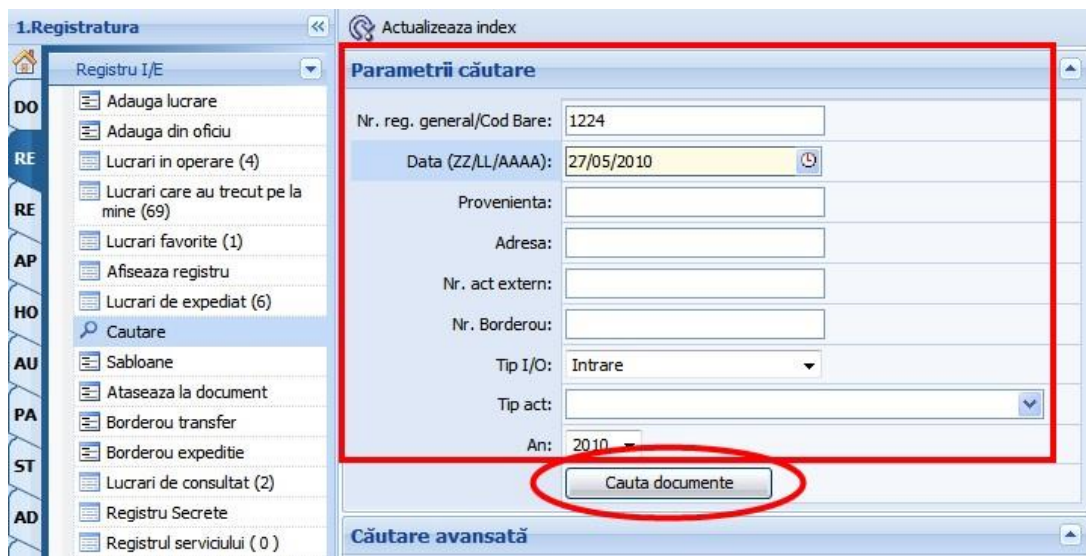 1.Registratura
Actualizeaza index
Registru I/E
Adauga lucrare
Adauga din oficiu
Lucrari in operare (4)
Lucrari care au trecut pe la
mine (69)
Lucrari favorite (1)
Afiseaza registru
Lucrari de expediat (6)
Cautare
Sabloane
Ataseaza la document
Borderou transfer
Borderou expeditie
Lucrari de consultat (2)
Registru Secrete
Registrul serviciului ( 0 )
DO
RE
RE
AP
HO
AU
PA
ST
AD
Parametrii căutare
Nr. reg. general/Cod Bare: 1224
Data (ZZ/LL/AAAA): 27/05/2010
Provenienta:
Adresa:
Nr. act extern:
Nr. Borderou:
Tip I/O: Intrare
Tip act:
An: 2010
Cauta documente
Căutare avansată